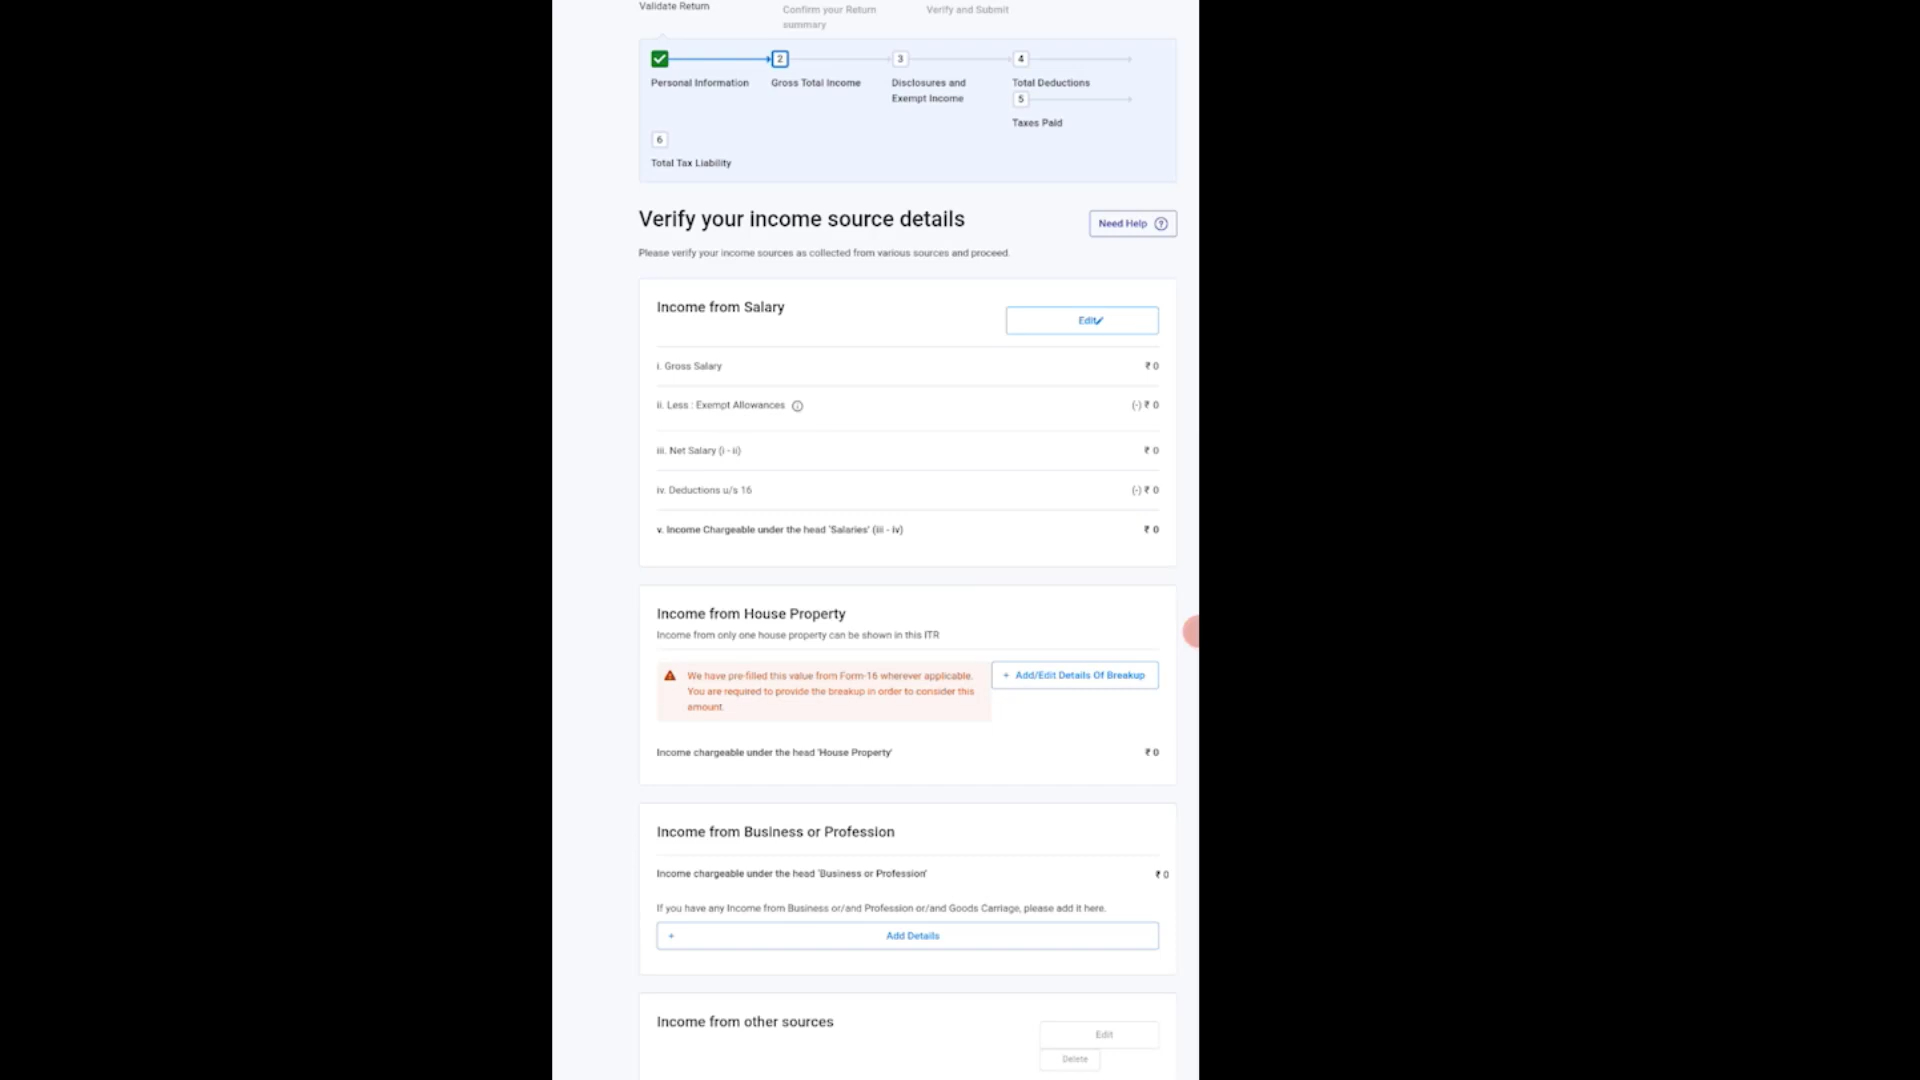 Validate Return
Confirm your Return
summary
Verify and Submit
2
3
4
Personal Information
Gross Total Income
Disclosures and
Exempt Income
Total Deductions
5
Taxes Paid
6
Total Tax Liability
Verify your income source details
Need Help ?
Please verify your income sources as collected from various sources and proceed.
Income from Salary
Edit
i. Gross Salary
₹ 0
ii. Less : Exempt Allowances
(-) ₹ 0
iii. Net Salary (i - ii)
₹ 0
iv. Deductions u/s 16
(-) ₹ 0
v. Income Chargeable under the head 'Salaries' (iii - iv)
₹ 0
Income from House Property
Income from only one house property can be shown in this ITR
We have pre-filled this value from Form-16 wherever applicable.
You are required to provide the breakup in order to consider this
amount.
+ Add/Edit Details Of Breakup
Income chargeable under the head 'House Property'
₹ 0
Income from Business or Profession
Income chargeable under the head 'Business or Profession'
₹ 0
If you have any Income from Business or/and Profession or/and Goods Carriage, please add it here.
+ Add Details
Income from other sources
Edit
Delete